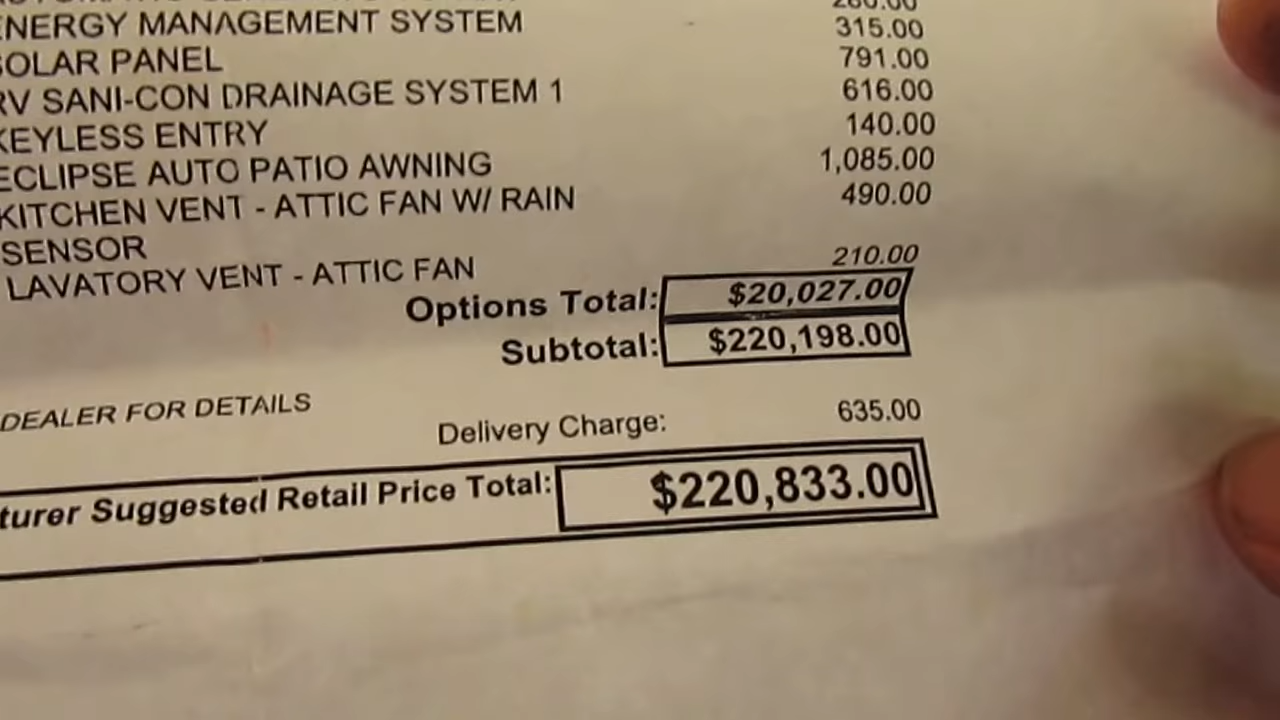 ENERGY MANAGEMENT SYSTEM 315.00
SOLAR PANEL 791.00
RV SANI-CON DRAINAGE SYSTEM 1 616.00
KEYLESS ENTRY 140.00
ECLIPSE AUTO PATIO AWNING 1,085.00
KITCHEN VENT - ATTIC FAN W/ RAIN 490.00
SENSOR
LAVATORY VENT - ATTIC FAN 210.00
Options Total: $20,027.00
Subtotal: $220,198.00
DEALER FOR DETAILS
Delivery Charge: 635.00
turer Suggested Retail Price Total: $220,833.00